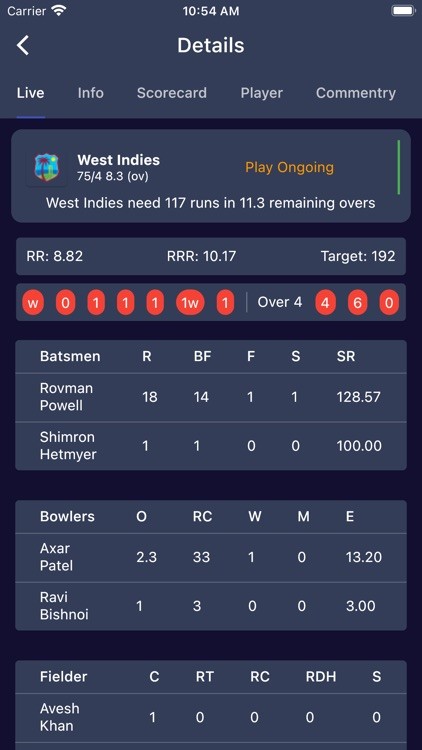 Carrier 10:54 AM
Details
Live Info Scorecard Player Commentry
West Indies
75/4 8.3 (ov)
Play Ongoing
West Indies need 117 runs in 11.3 remaining overs
RR: 8.82 RRR: 10.17 Target: 192
w 0 1 1 1 1w 1 Over 4 4 6 0
Batsmen R BF F S SR
Rovman
Powell 18 14 1 1 128.57
Shimron
Hetmyer 1 1 0 0 100.00
Bowlers O RC W M E
Axar
Patel 2.3 33 1 0 13.20
Ravi
Bishnoi 1 3 0 0 3.00
Fielder C RT RC RDH S
Avesh
Khan 1 0 0 0 0